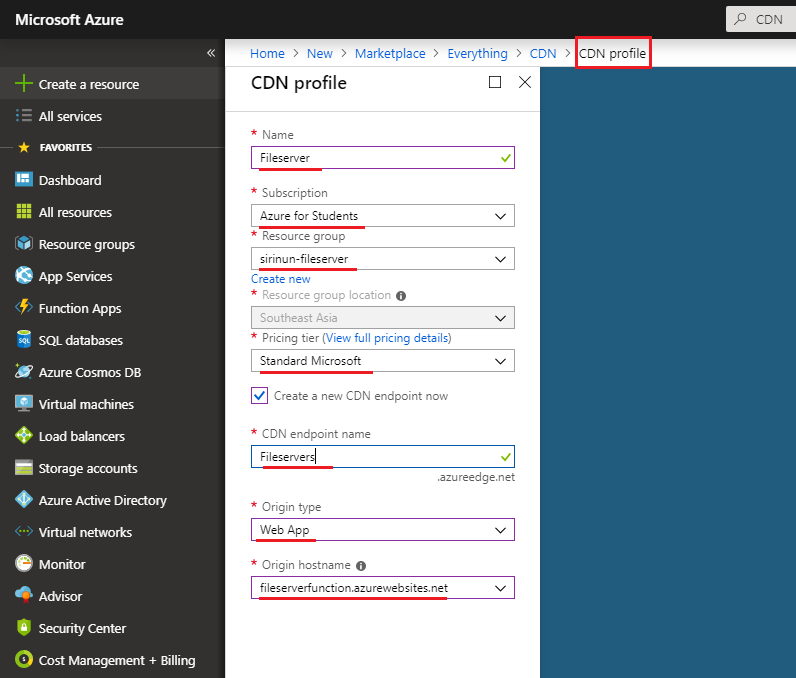 Microsoft Azure
CDN
«
Home > New > Marketplace > Everything > CDN > CDN profile
Create a resource
All services
FAVORITES
Dashboard
All resources
Resource groups
App Services
Function Apps
SQL databases
Azure Cosmos DB
Virtual machines
Load balancers
Storage accounts
Azure Active Directory
Virtual networks
Monitor
Advisor
Security Center
Cost Management + Billing
CDN profile
* Name
Fileserver
* Subscription
Azure for Students
* Resource group
sirinun-fileserver
Create new
* Resource group location
Southeast Asia
* Pricing tier (View full pricing details)
Standard Microsoft
Create a new CDN endpoint now
* CDN endpoint name
Fileservers
.azureedge.net
* Origin type
Web App
* Origin hostname
fileserverfunction.azurewebsites.net